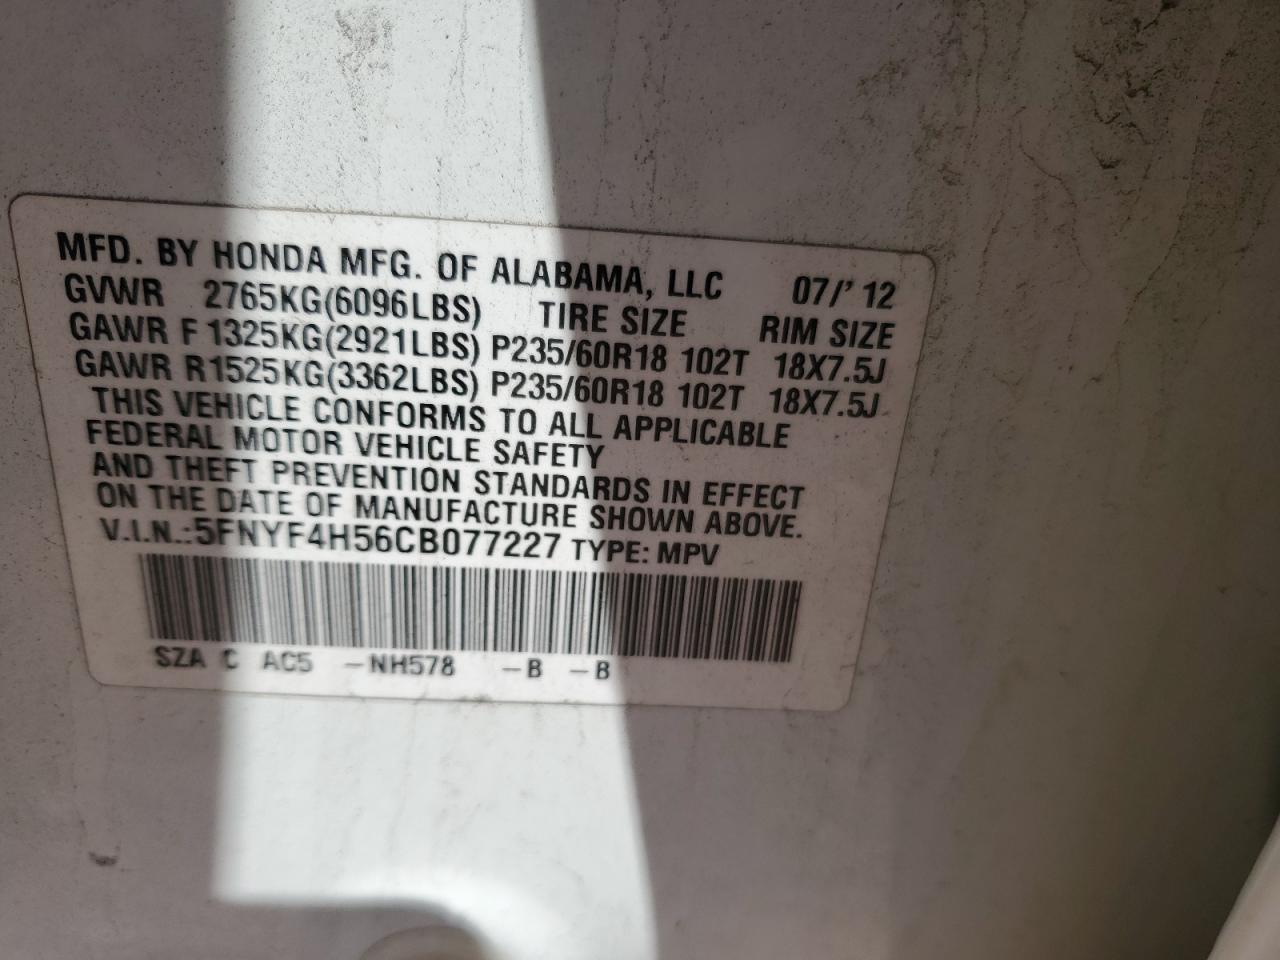 MFD. BY HONDA MFG. OF ALABAMA, LLC 07/'12
GVWR 2765KG(6096LBS) TIRE SIZE RIM SIZE
GAWR F 1325KG(2921LBS) P235/60R18 102T 18X7.5J
GAWR R1525KG(3362LBS) P235/60R18 102T 18X7.5J
THIS VEHICLE CONFORMS TO ALL APPLICABLE
FEDERAL MOTOR VEHICLE SAFETY
AND THEFT PREVENTION STANDARDS IN EFFECT
ON THE DATE OF MANUFACTURE SHOWN ABOVE.
V.I.N.:5FNYF4H56CB077227 TYPE: MPV
SZA C AC5 -NH578 -B -B